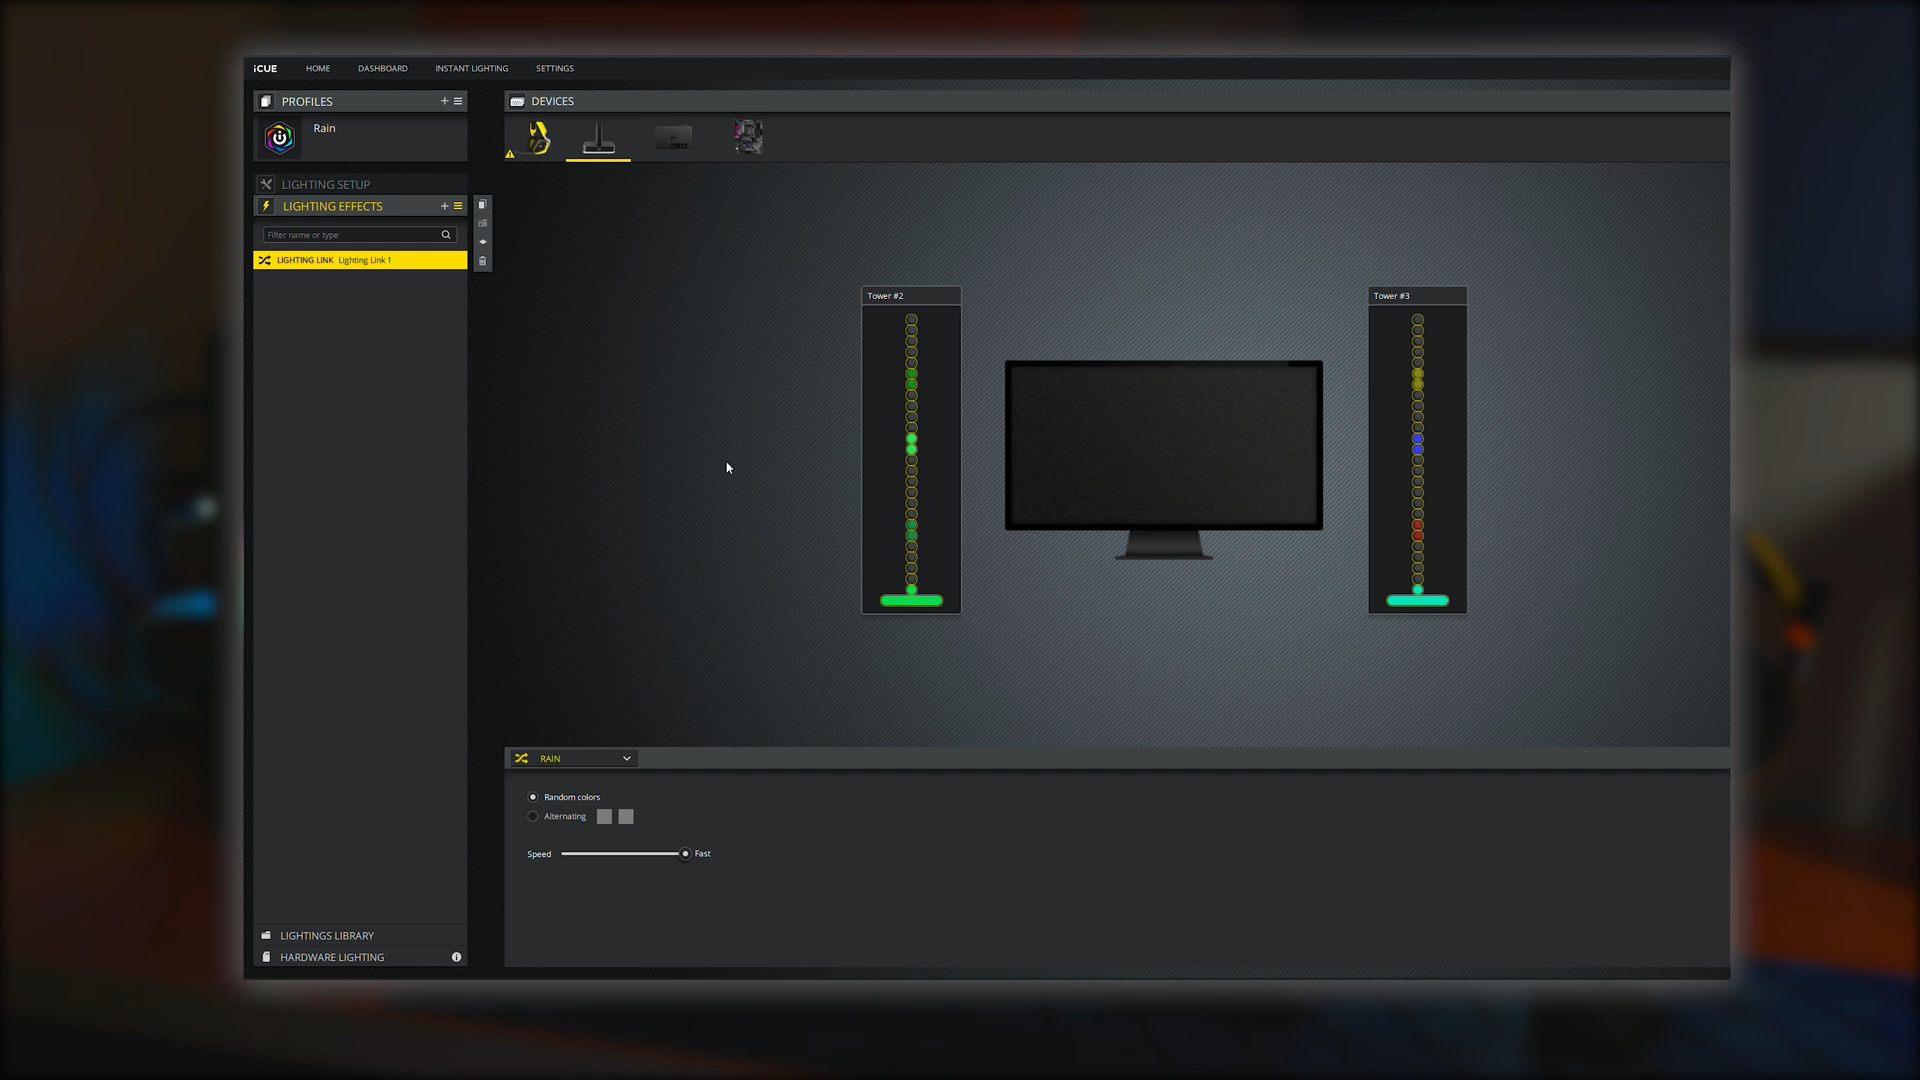 iCUE HOME DASHBOARD INSTANT LIGHTING SETTINGS
PROFILES
Rain
LIGHTING SETUP
LIGHTING EFFECTS
Filter name or type
LIGHTING LINK Lighting Link 1
LIGHTINGS LIBRARY
HARDWARE LIGHTING
DEVICES
Tower #2
Tower #3
RAIN
Random colors
Alternating
Speed Fast